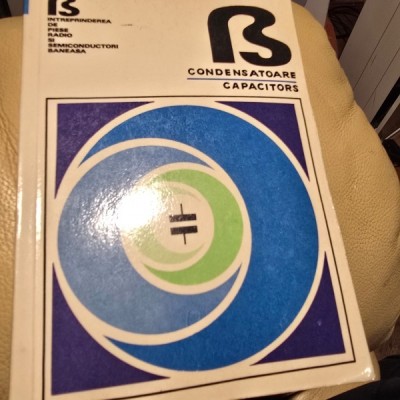 INTREPRINDEREA
DE
PIESE
RADIO
SI
SEMICONDUCTORI
BANEASA
CONDENSATOARE
CAPACITORS